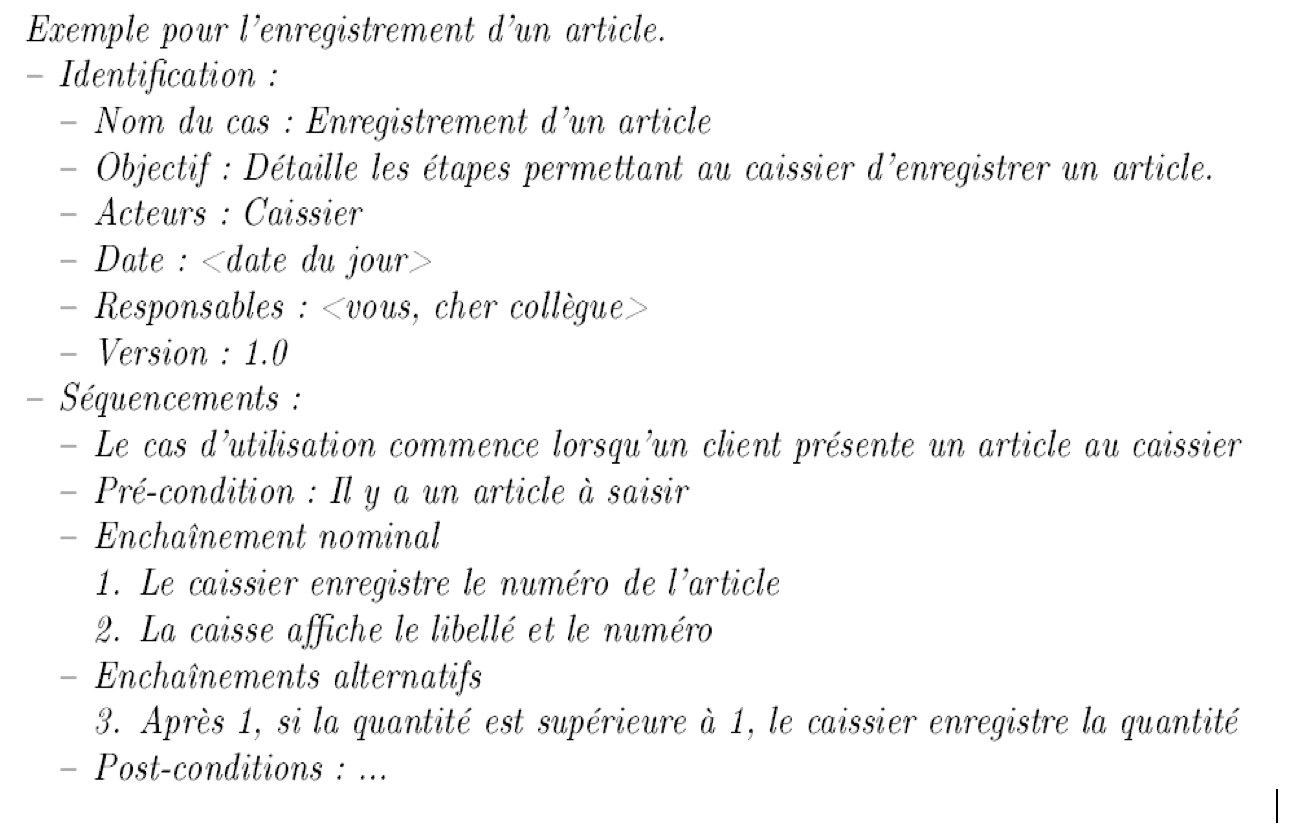 Exemple pour l'enregistrement d'un article.
– Identification :
– Nom du cas : Enregistrement d'un article
– Objectif : Détaille les étapes permettant au caissier d'enregistrer un article.
– Acteurs : Caissier
– Date : <date du jour>
– Responsables : <vous, cher collègue>
– Version : 1.0
– Séquencements :
– Le cas d'utilisation commence lorsqu'un client présente un article au caissier
– Pré-condition : Il y a un article à saisir
– Enchaînement nominal
1. Le caissier enregistre le numéro de l'article
2. La caisse affiche le libellé et le numéro
– Enchaînements alternatifs
3. Après 1, si la quantité est supérieure à 1, le caissier enregistre la quantité
– Post-conditions : ...